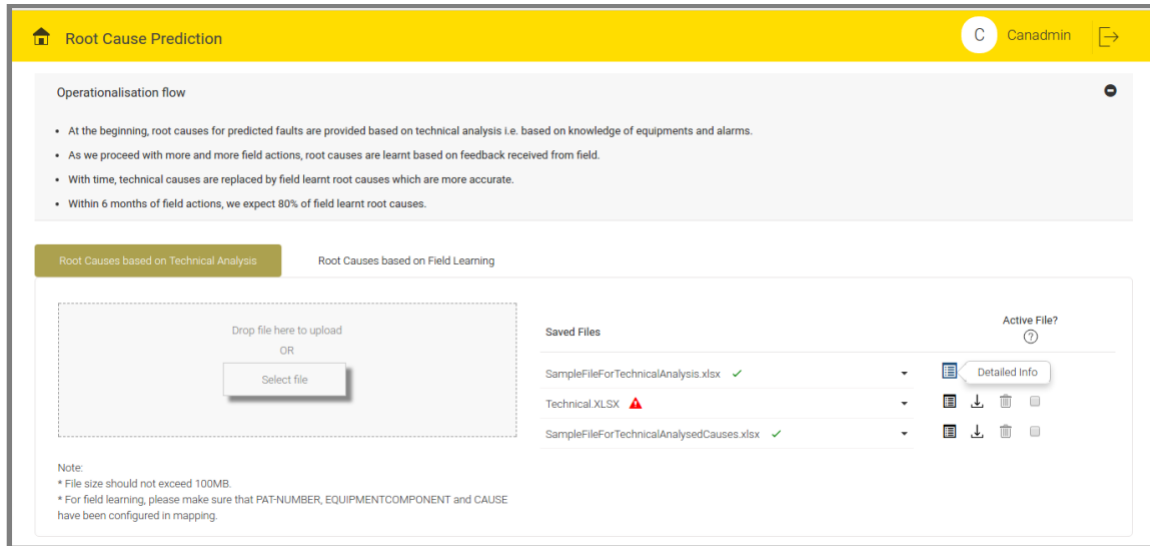 Root Cause Prediction
C Canadmin
Operationalisation flow
• At the beginning, root causes for predicted faults are provided based on technical analysis i.e. based on knowledge of equipments and alarms.
• As we proceed with more and more field actions, root causes are learnt based on feedback received from field.
• With time, technical causes are replaced by field learnt root causes which are more accurate.
• Within 6 months of field actions, we expect 80% of field learnt root causes.
Root Causes based on Technical Analysis
Root Causes based on Field Learning
Drop file here to upload
OR
Select file
Note:
* File size should not exceed 100MB.
* For field learning, please make sure that PAT-NUMBER, EQUIPMENTCOMPONENT and CAUSE
have been configured in mapping.
Saved Files
Active File?
?
SampleFileForTechnicalAnalysis.xlsx
Detailed Info
Technical.XLSX
SampleFileForTechnicalAnalysedCauses.xlsx